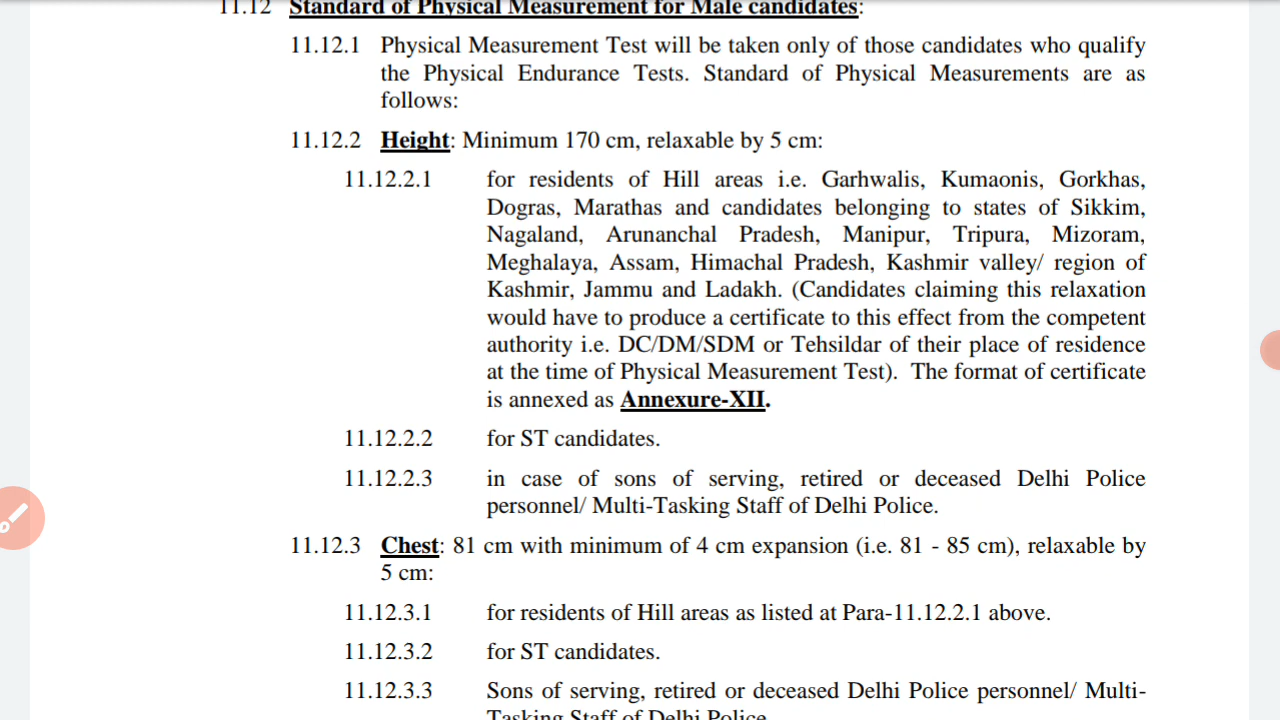 11.12 Standard of Physical Measurement for Male candidates:
11.12.1 Physical Measurement Test will be taken only of those candidates who qualify
the Physical Endurance Tests. Standard of Physical Measurements are as
follows:
11.12.2 Height: Minimum 170 cm, relaxable by 5 cm:
11.12.2.1 for residents of Hill areas i.e. Garhwalis, Kumaonis, Gorkhas,
Dogras, Marathas and candidates belonging to states of Sikkim,
Nagaland, Arunanchal Pradesh, Manipur, Tripura, Mizoram,
Meghalaya, Assam, Himachal Pradesh, Kashmir valley/ region of
Kashmir, Jammu and Ladakh. (Candidates claiming this relaxation
would have to produce a certificate to this effect from the competent
authority i.e. DC/DM/SDM or Tehsildar of their place of residence
at the time of Physical Measurement Test). The format of certificate
is annexed as Annexure-XII.
11.12.2.2 for ST candidates.
11.12.2.3 in case of sons of serving, retired or deceased Delhi Police
personnel/ Multi-Tasking Staff of Delhi Police.
11.12.3 Chest: 81 cm with minimum of 4 cm expansion (i.e. 81 - 85 cm), relaxable by
5 cm:
11.12.3.1 for residents of Hill areas as listed at Para-11.12.2.1 above.
11.12.3.2 for ST candidates.
11.12.3.3 Sons of serving, retired or deceased Delhi Police personnel/ Multi-
Tasking Staff of Delhi Police